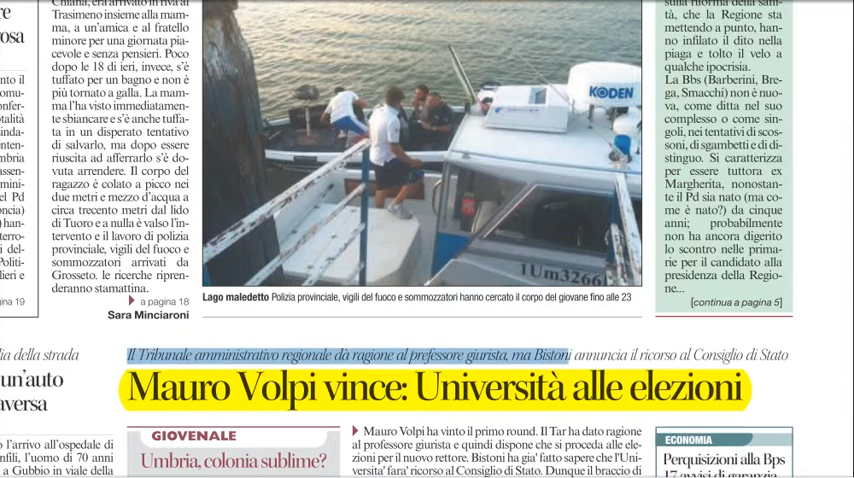 re
rosa
Chiana, era arrivato in riva al
Trasimeno insieme alla mam-
ma, a un'amica e al fratello
minore per una giornata pia-
cevole e senza pensieri. Poco
dopo le 18 di ieri, invece, s'è
tuffato per un bagno e non è
più tornato a galla. La mam-
ma l'ha visto immediatamen-
te sbiancare e s'è anche tuffa-
ta in un disperato tentativo
di salvarlo, ma dopo essere
riuscita ad afferrarlo s'è do-
vuta arrendere. Il corpo del
ragazzo è colato a picco nei
due metri e mezzo d'acqua a
circa trecento metri dal lido
di Tuoro e a nulla è valso l'in-
tervento e il lavoro di polizia
provinciale, vigili del fuoco e
sommozzatori arrivati da
Grosseto. le ricerche ripren-
deranno stamattina.
a pagina 18
Sara Minciaroni
KODEN
1Um3266
Lago maledetto Polizia provinciale, vigili del fuoco e sommozzatori hanno cercato il corpo del giovane fino alle 23
sulla riforma della sani-
tà, che la Regione sta
mettendo a punto, han-
no infilato il dito nella
piaga e tolto il velo a
qualche ipocrisia.
La Bbs (Barberini, Bre-
ga, Smacchi) non è nuo-
va, come ditta nel suo
complesso o come sin-
goli, nei tentativi di scos-
soni, di sgambetti e di di-
stinguo. Si caratterizza
per essere tuttora ex
Margherita, nonostan-
te il Pd sia nato (ma co-
me è nato?) da cinque
anni; probabilmente
non ha ancora digerito
lo scontro nelle prima-
rie per il candidato alla
presidenza della Regio-
ne...
[continua a pagina 5]
lia della strada
un'auto
aversa
Il Tribunale amministrativo regionale dà ragione al prefessore giurista, ma Bistoni annuncia il ricorso al Consiglio di Stato
Mauro Volpi vince: Università alle elezioni
o l'arrivo all'ospedale di
nfili, l'uomo di 70 anni
a Gubbio in viale della
GIOVENALE
Umbria, colonia sublime?
Mauro Volpi ha vinto il primo round. Il Tar ha dato ragione
al professore giurista e quindi dispone che si proceda alle ele-
zioni per il nuovo rettore. Bistoni ha gia' fatto sapere che l'Uni-
versita' fara' ricorso al Consiglio di Stato. Dunque il braccio di
ECONOMIA
Perquisizioni alla Bps
17 avvisi di garanzia